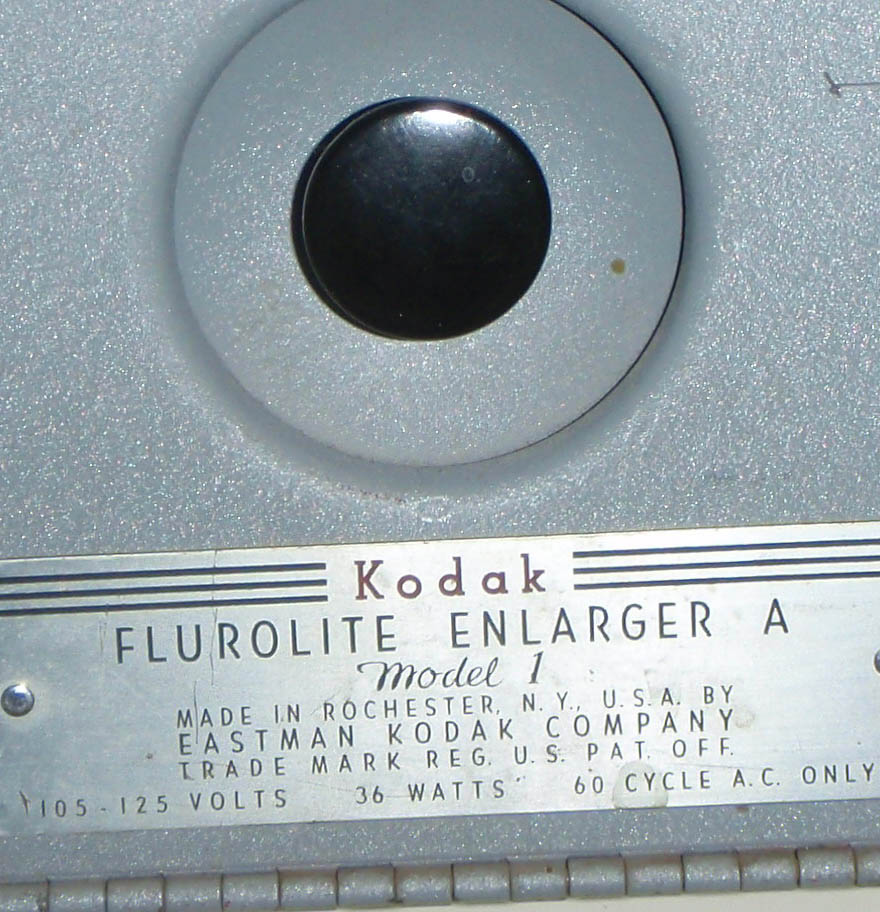 Kodak
FLUROLITE ENLARGER A
Model 1
MADE IN ROCHESTER, N.Y., U.S.A. BY
EASTMAN KODAK COMPANY
TRADE MARK REG. U.S. PAT. OFF.
105-125 VOLTS 36 WATTS 60 CYCLE A.C. ONLY